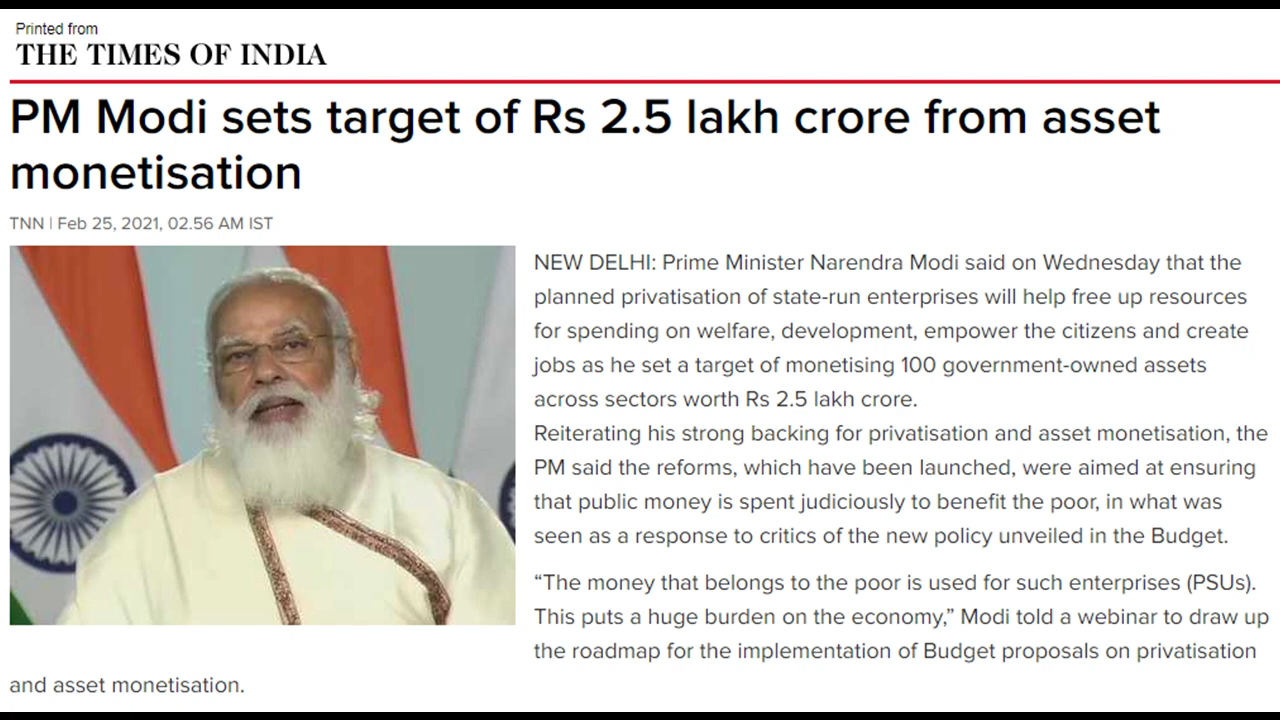 Printed from
THE TIMES OF INDIA
PM Modi sets target of Rs 2.5 lakh crore from asset
monetisation
TNN | Feb 25, 2021, 02.56 AM IST
NEW DELHI: Prime Minister Narendra Modi said on Wednesday that the
planned privatisation of state-run enterprises will help free up resources
for spending on welfare, development, empower the citizens and create
jobs as he set a target of monetising 100 government-owned assets
across sectors worth Rs 2.5 lakh crore.
Reiterating his strong backing for privatisation and asset monetisation, the
PM said the reforms, which have been launched, were aimed at ensuring
that public money is spent judiciously to benefit the poor, in what was
seen as a response to critics of the new policy unveiled in the Budget.
“The money that belongs to the poor is used for such enterprises (PSUs).
This puts a huge burden on the economy,” Modi told a webinar to draw up
the roadmap for the implementation of Budget proposals on privatisation
and asset monetisation.